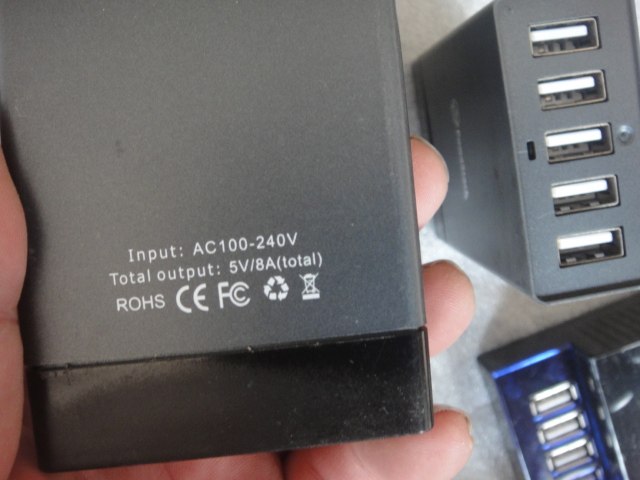 Input: AC100-240V
Total output: 5V/8A(total)
ROHS CE FC